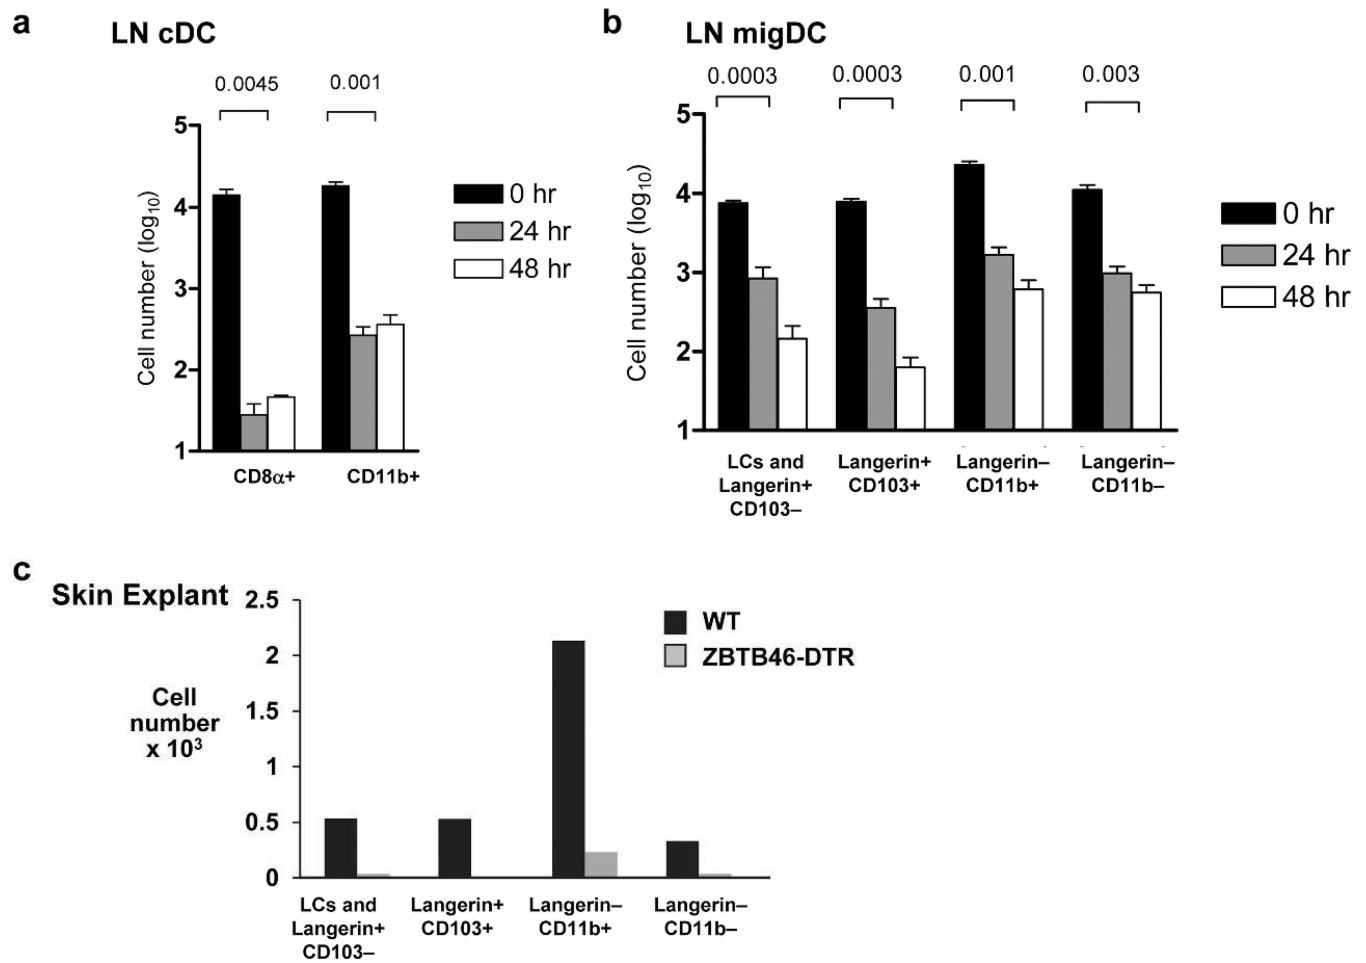 a
LN cDC
0.0045
0.001
5
4
3
2
1
Cell number (log10)
0 hr
24 hr
48 hr
CD8α+
CD11b+
b
LN migDC
0.0003
0.0003
0.001
0.003
5
4
3
2
1
Cell number (log10)
0 hr
24 hr
48 hr
LCs and
Langerin+
CD103–
Langerin+
CD103+
Langerin–
CD11b+
Langerin–
CD11b–
c
Skin Explant
2.5
2
1.5
1
0.5
0
Cell
number
x 10³
WT
ZBTB46-DTR
LCs and
Langerin+
CD103–
Langerin+
CD103+
Langerin–
CD11b+
Langerin–
CD11b–